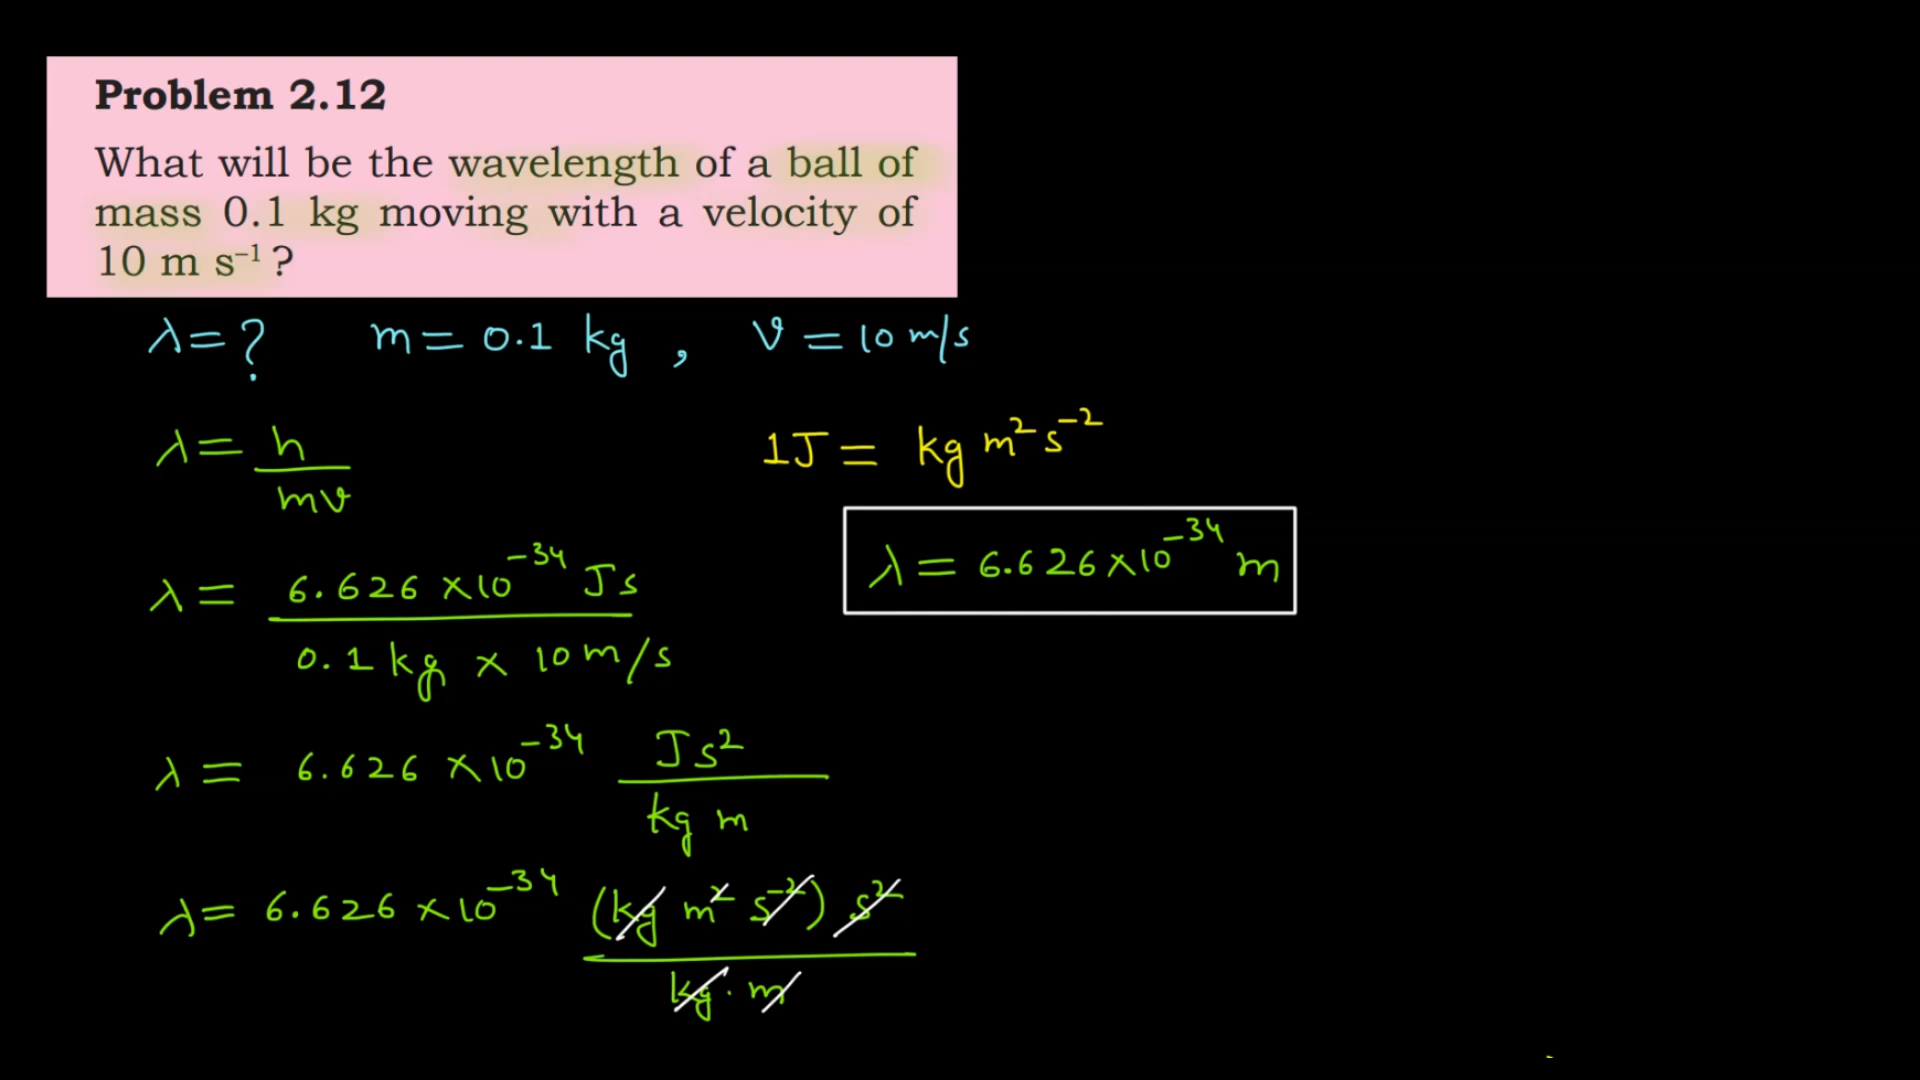 Problem 2.12
What will be the wavelength of a ball of
mass 0.1 kg moving with a velocity of
10 m s⁻¹ ?
λ = ? m = 0.1 kg , v = 10 m/s
λ = h / mv
1J = kg m² s⁻²
λ = 6.626 × 10⁻³⁴ Js / 0.1 kg × 10 m/s
λ = 6.626 × 10⁻³⁴ m
λ = 6.626 × 10⁻³⁴ Js² / kg m
λ = 6.626 × 10⁻³⁴ (kg m² s⁻²) s² / kg . m